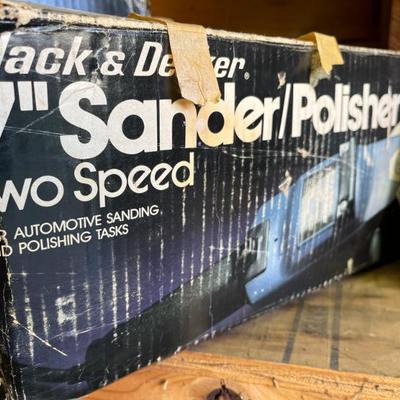 lack & Decker®
7" Sander/Polisher
wo Speed
R AUTOMOTIVE SANDING
D POLISHING TASKS